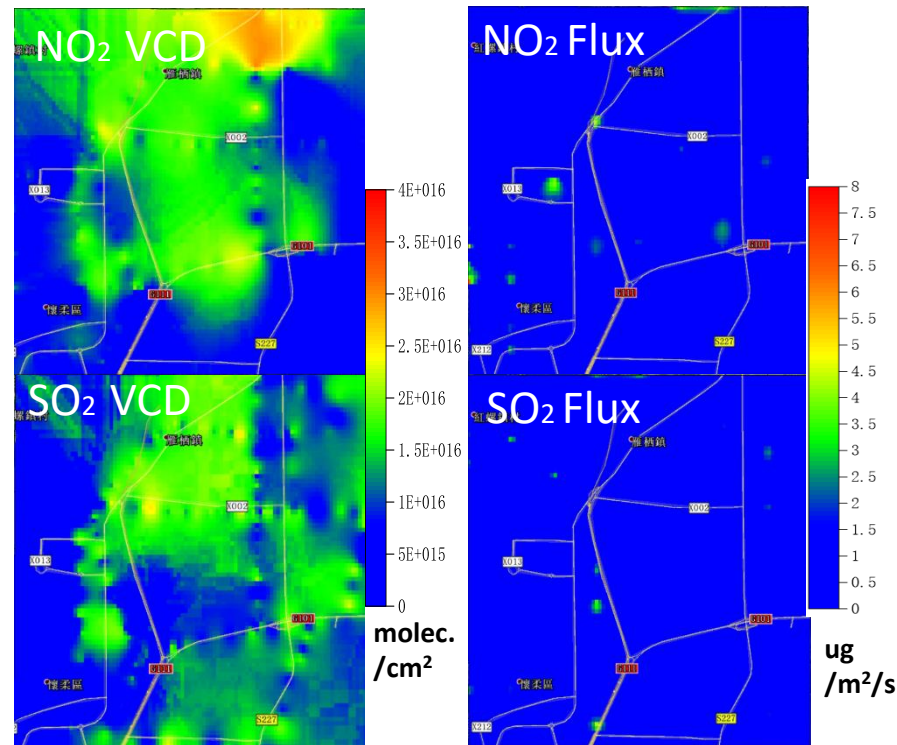 NO₂ VCD
雁栖鎮
X002
X013
G101
G111
懷柔區
S227
NO₂ Flux
雁栖鎮
X002
X013
G101
G111
懷柔區
X212
S227
SO₂ VCD
雁栖鎮
X002
X013
G101
G111
懷柔區
S227
4E+016
3.5E+016
3E+016
2.5E+016
2E+016
1.5E+016
1E+016
5E+015
0
molec.
/cm²
SO₂ Flux
雁栖鎮
X002
X013
G101
G111
懷柔區
X212
S227
8
7.5
7
6.5
6
5.5
5
4.5
4
3.5
3
2.5
2
1.5
1
0.5
0
ug
/m²/s